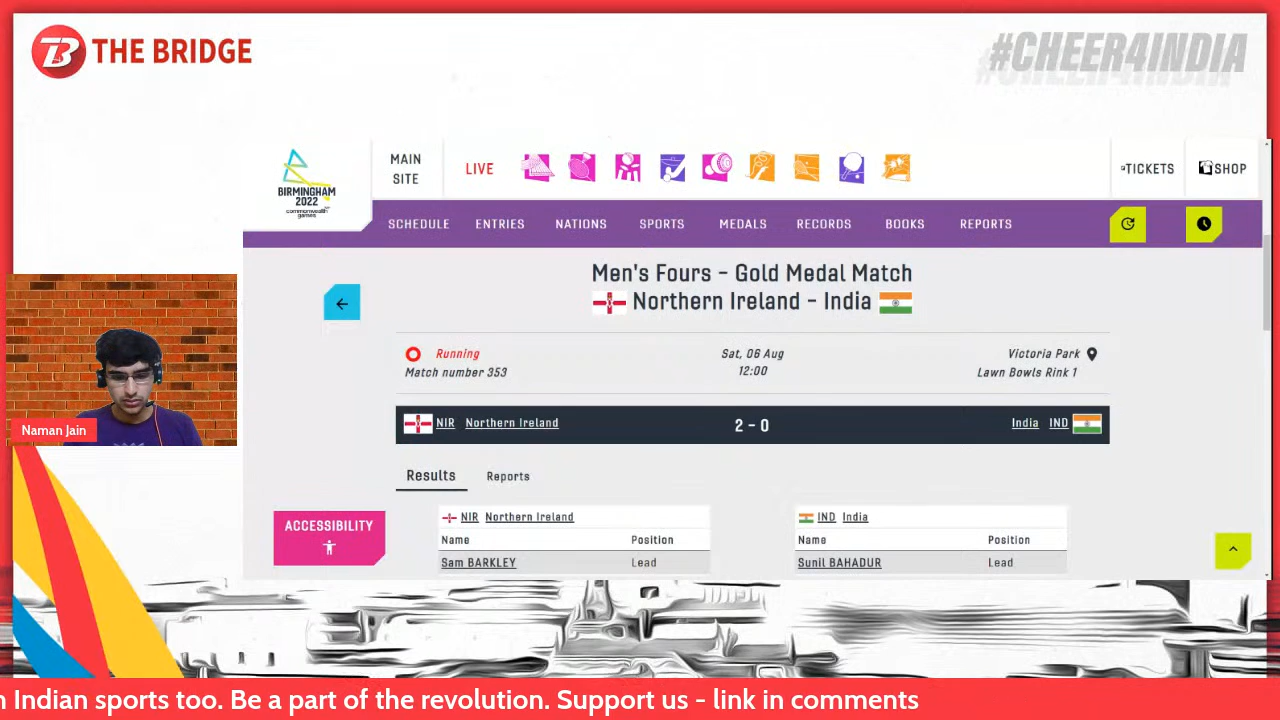 THE BRIDGE
#CHEER4INDIA
BIRMINGHAM
2022
commonwealth
games
MAIN
SITE
LIVE
TICKETS
SHOP
SCHEDULE ENTRIES NATIONS SPORTS MEDALS RECORDS BOOKS REPORTS
Men's Fours - Gold Medal Match
Northern Ireland - India
Running
Match number 353
Sat, 06 Aug
12:00
Victoria Park
Lawn Bowls Rink 1
NIR Northern Ireland 2 - 0 India IND
Results Reports
NIR Northern Ireland
Name Position
Sam BARKLEY Lead
IND India
Name Position
Sunil BAHADUR Lead
ACCESSIBILITY
Naman Jain
Indian sports too. Be a part of the revolution. Support us - link in comments